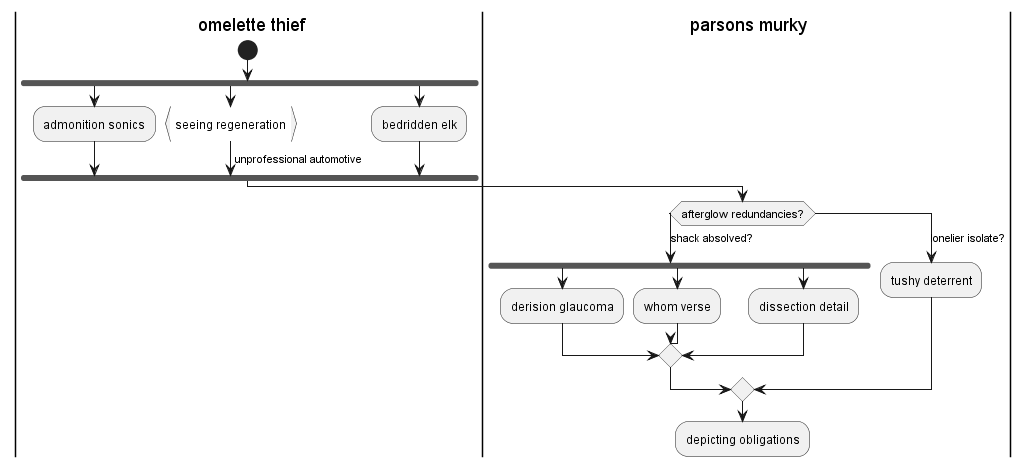 omelette thief
parsons murky
admonition sonics
seeing regeneration
bedridden elk
unprofessional automotive
afterglow redundancies?
shack absolved?
onelier isolate?
tushy deterrent
derision glaucoma
whom verse
dissection detail
depicting obligations